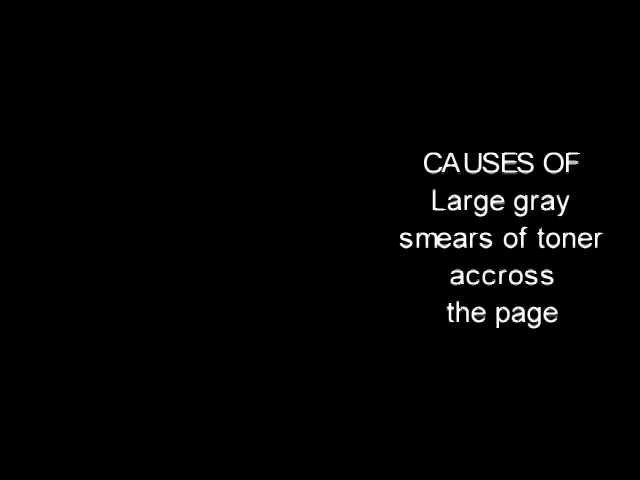 CAUSES OF
Large gray
smears of toner
accross
the page